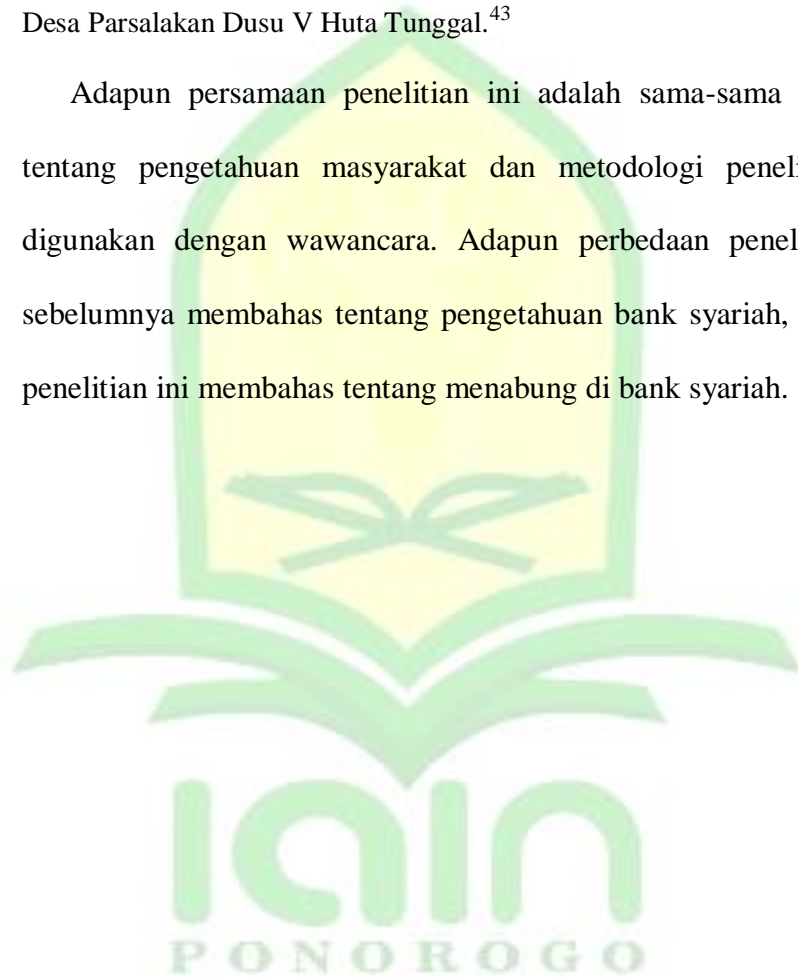 Desa Parsalakan Dusu V Huta Tunggal.43
Adapun persamaan penelitian ini adalah sama-sama
tentang pengetahuan masyarakat dan metodologi peneli
digunakan dengan wawancara. Adapun perbedaan penel
sebelumnya membahas tentang pengetahuan bank syariah,
penelitian ini membahas tentang menabung di bank syariah.
iain
PONOROGO